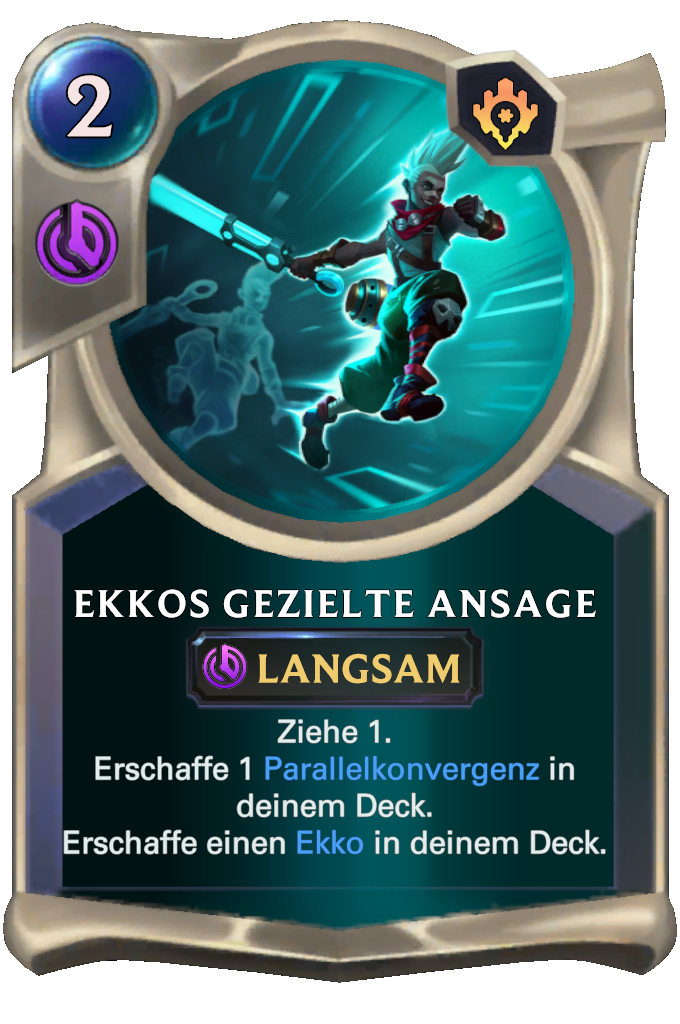 2
EKKOS GEZIELTE ANSAGE
LANGSAM
Ziehe 1.
Erschaffe 1 Parallelkonvergenz in
deinem Deck.
Erschaffe einen Ekko in deinem Deck.